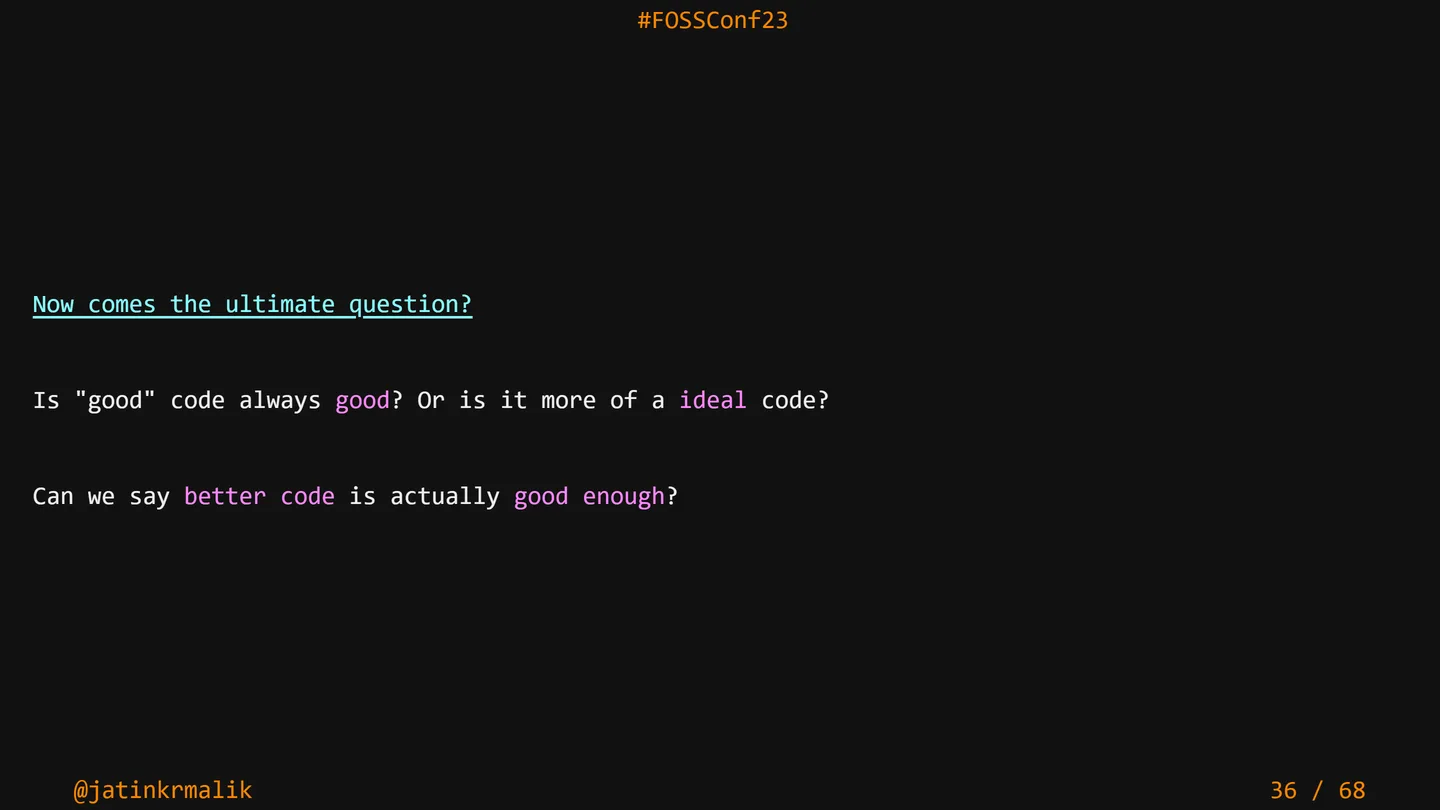 #FOSSConf23
Now comes the ultimate question?
Is "good" code always good? Or is it more of a ideal code?
Can we say better code is actually good enough?
@jatinkrmalik
36 / 68